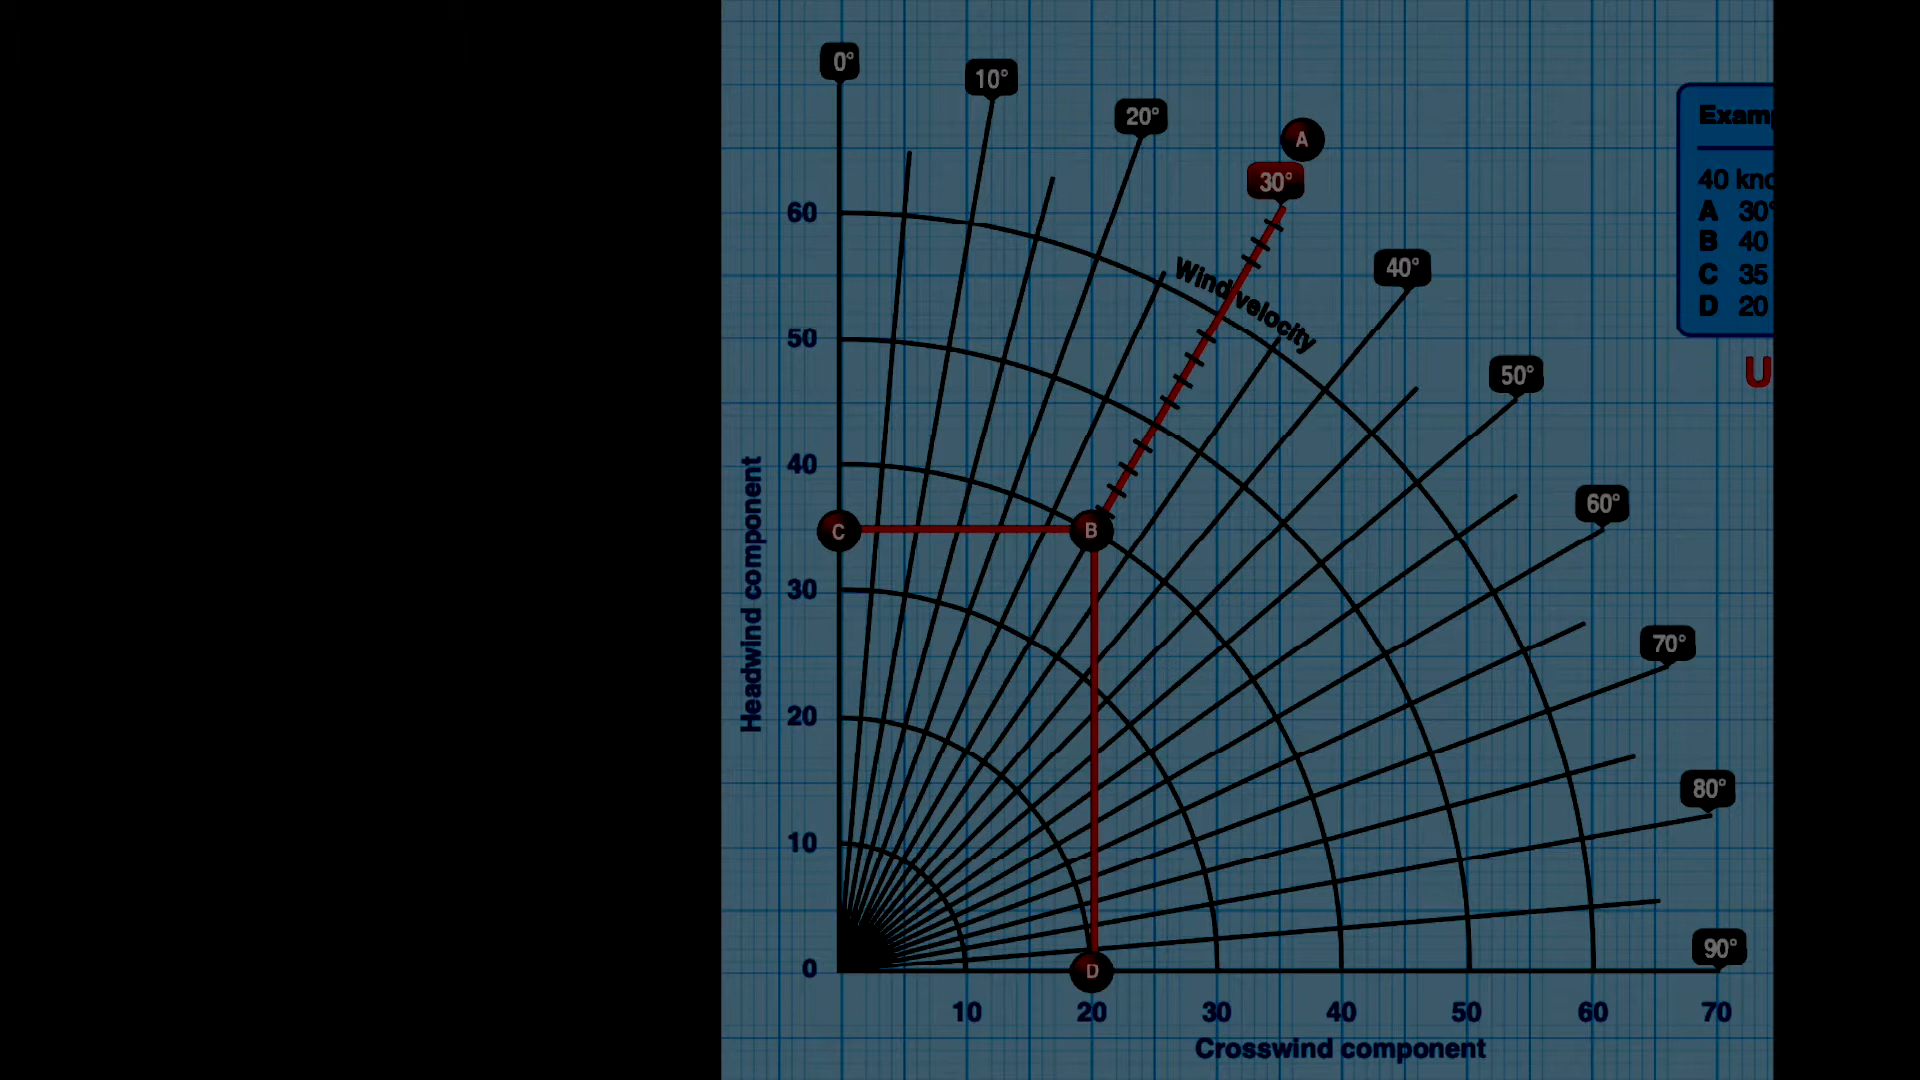 0°
10°
20°
A
30°
40°
50°
60°
70°
80°
90°
Wind velocity
60
50
40
30
20
10
0
Headwind component
C
B
D
10 20 30 40 50 60 70
Crosswind component
40
A 30°
B 40
C 35
D 20
U